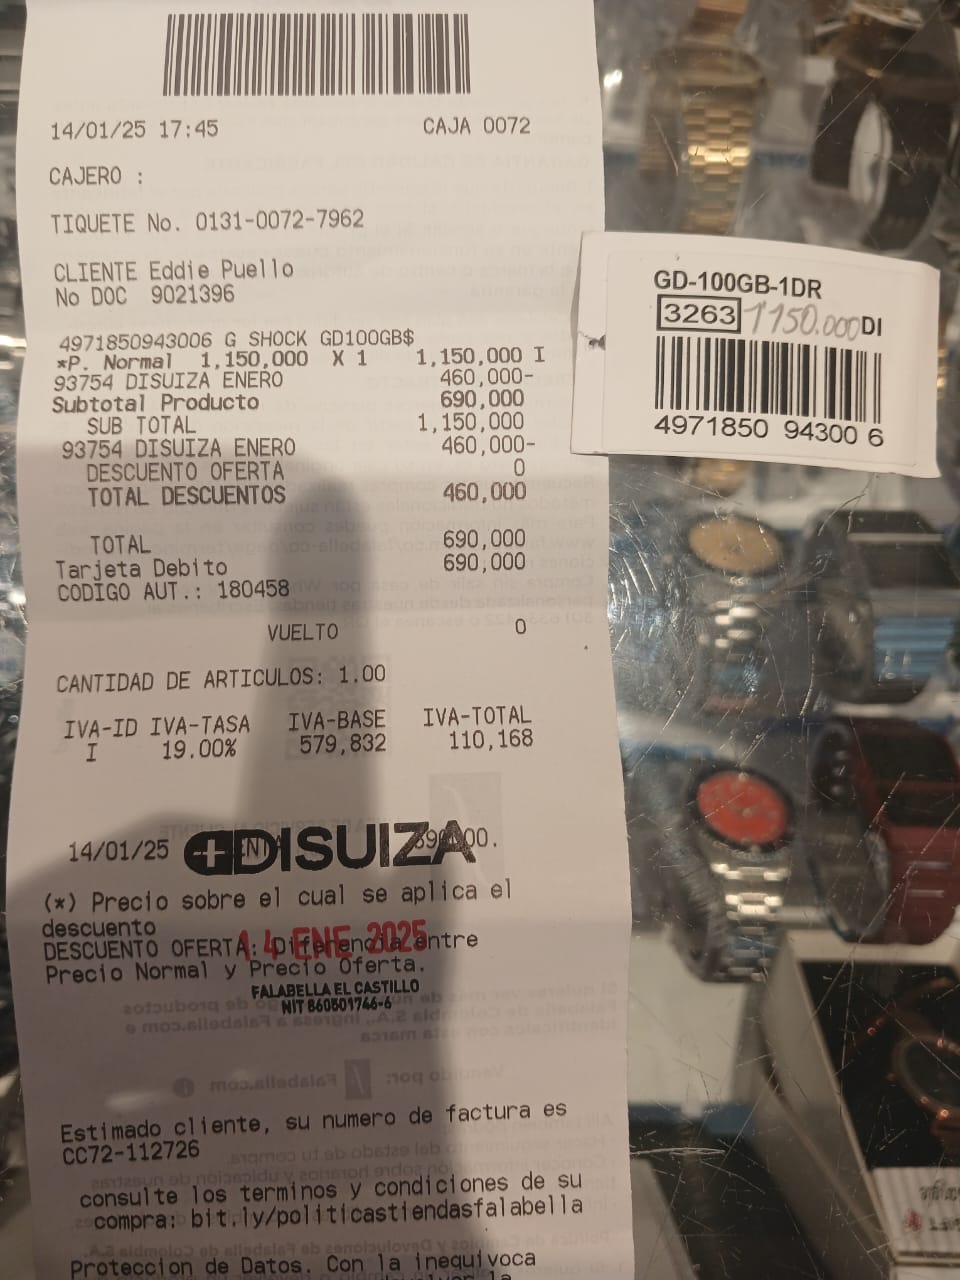 14/01/25 17:45 CAJA 0072
CAJERO :
TIQUETE No. 0131-0072-7962
CLIENTE Eddie Puello
No DOC 9021396
4971850943006 G SHOCK GD100GB$
*P. Normal 1,150,000 X 1 1,150,000 I
93754 DISUIZA ENERO 460,000-
Subtotal Producto 690,000
SUB TOTAL 1,150,000
93754 DISUIZA ENERO 460,000-
DESCUENTO OFERTA 0
TOTAL DESCUENTOS 460,000
TOTAL 690,000
Tarjeta Debito 690,000
CODIGO AUT.: 180458
VUELTO 0
CANTIDAD DE ARTICULOS: 1.00
IVA-ID IVA-TASA IVA-BASE IVA-TOTAL
I 19.00% 579,832 110,168
14/01/25
DISUIZA
(*) Precio sobre el cual se aplica el
descuento
14 ENE 2025
DESCUENTO OFERTA: Diferencia entre
Precio Normal y Precio Oferta.
FALABELLA EL CASTILLO
NIT 860501746-6
Estimado cliente, su numero de factura es
CC72-112726
consulte los terminos y condiciones de su
compra: bit.ly/politicastiendasfalabella
Proteccion de Datos. Con la inequivoca
GD-100GB-1DR
3263 1'150.000 DI
4971850 94300 6